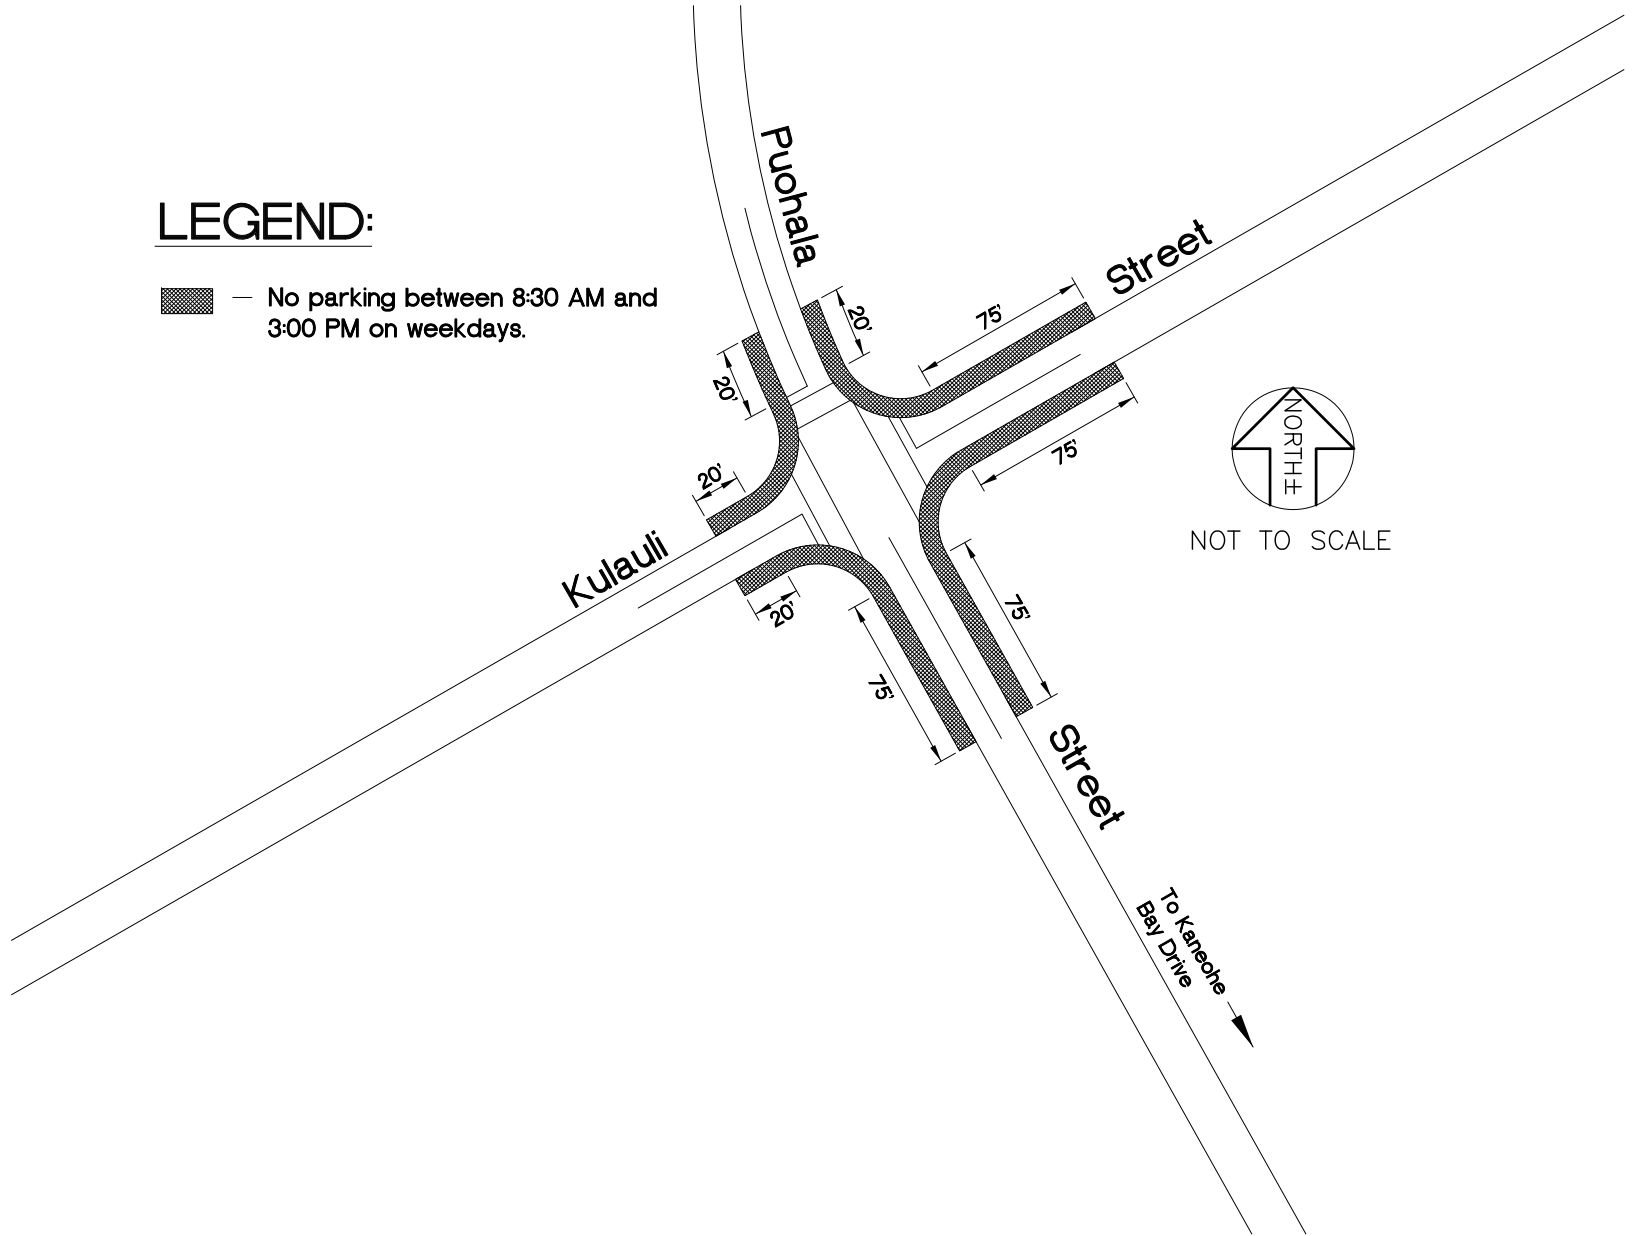 LEGEND:
No parking between 8:30 AM and
3:00 PM on weekdays.
Puohala
Street
20'
75'
20'
75'
20'
Kulauli
20'
75'
75'
NORTH±
NOT TO SCALE
Street
To Kaneohe
Bay Drive